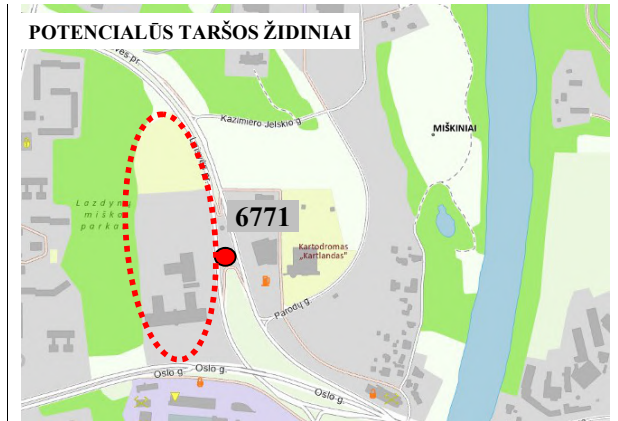 POTENCIALŪS TARŠOS ŽIDINIAI
Kazimiero Jelskio g.
MIŠKINIAI
Lazdynų
miško
parkas
6771
Kartodromas
„Kartlandas"
Parodų g.
Oslo g.
Oslo g.
Oslo g.